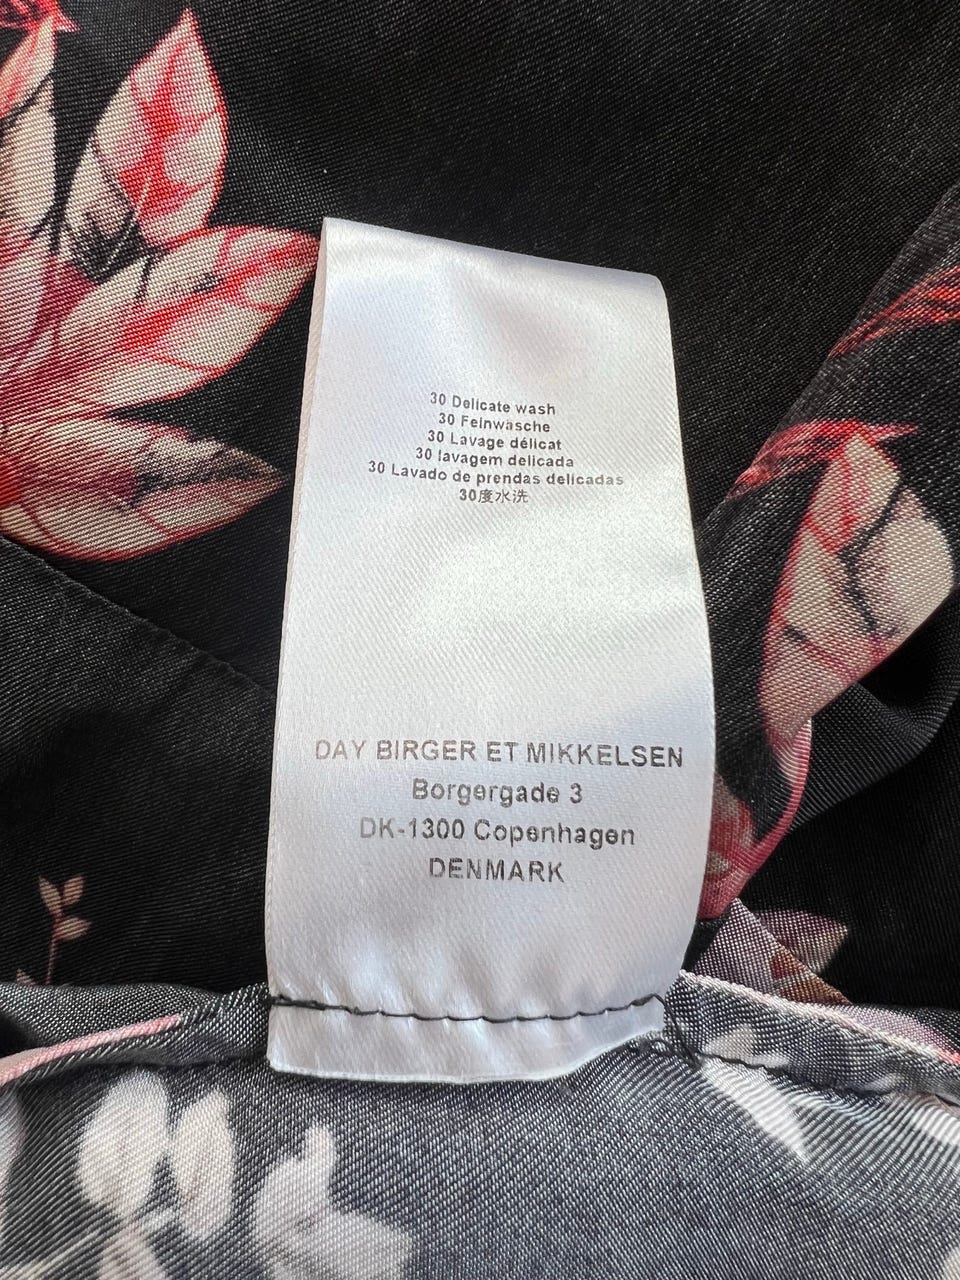 30 Delicate wash
30 Feinwäsche
30 Lavage délicat
30 lavagem delicada
30 Lavado de prendas delicadas
30度水洗
DAY BIRGER ET MIKKELSEN
Borgergade 3
DK-1300 Copenhagen
DENMARK